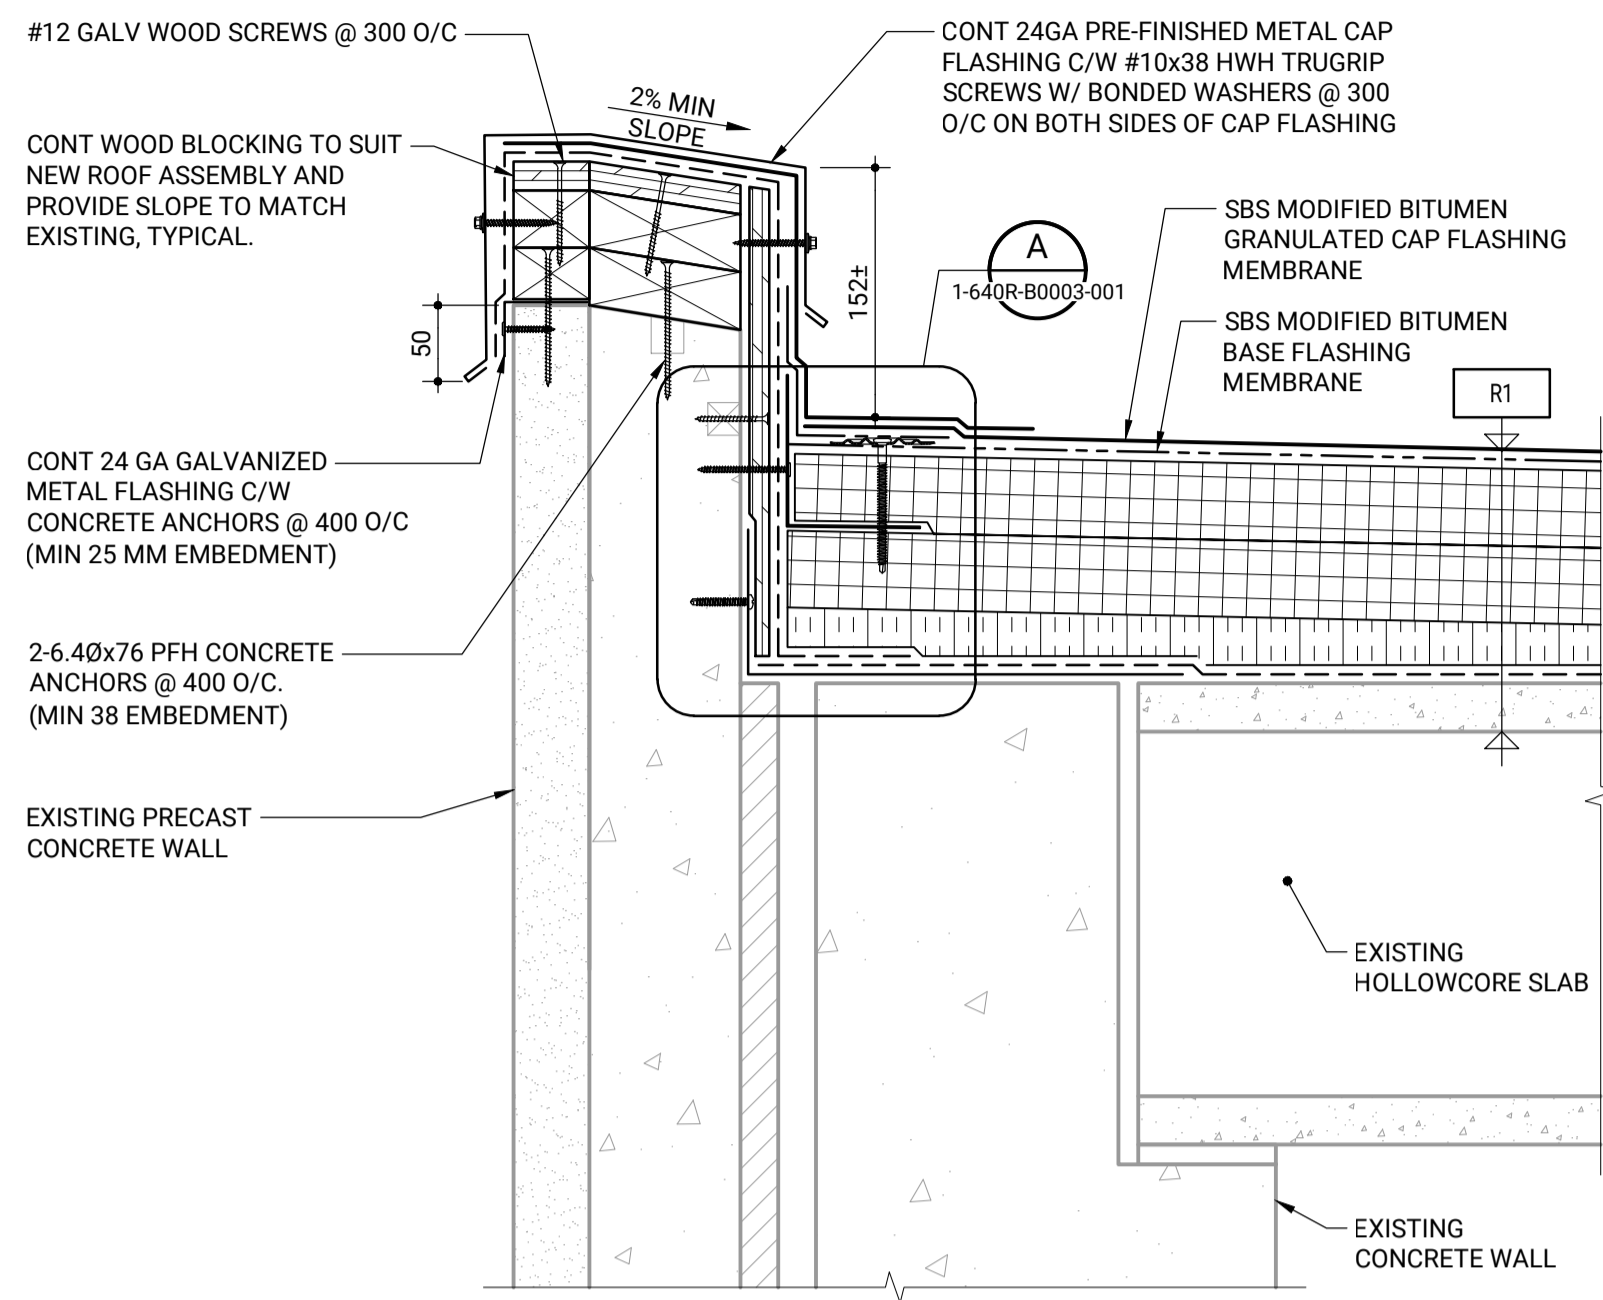 #12 GALV WOOD SCREWS @ 300 O/C
CONT WOOD BLOCKING TO SUIT
NEW ROOF ASSEMBLY AND
PROVIDE SLOPE TO MATCH
EXISTING, TYPICAL.
50
CONT 24 GA GALVANIZED
METAL FLASHING C/W
CONCRETE ANCHORS @ 400 O/C
(MIN 25 MM EMBEDMENT)
2-6.4Øx76 PFH CONCRETE
ANCHORS @ 400 O/C.
(MIN 38 EMBEDMENT)
EXISTING PRECAST
CONCRETE WALL
2% MIN
SLOPE
CONT 24GA PRE-FINISHED METAL CAP
FLASHING C/W #10x38 HWH TRUGRIP
SCREWS W/ BONDED WASHERS @ 300
O/C ON BOTH SIDES OF CAP FLASHING
152±
A
1-640R-B0003-001
SBS MODIFIED BITUMEN
GRANULATED CAP FLASHING
MEMBRANE
SBS MODIFIED BITUMEN
BASE FLASHING
MEMBRANE
R1
EXISTING
HOLLOWCORE SLAB
EXISTING
CONCRETE WALL